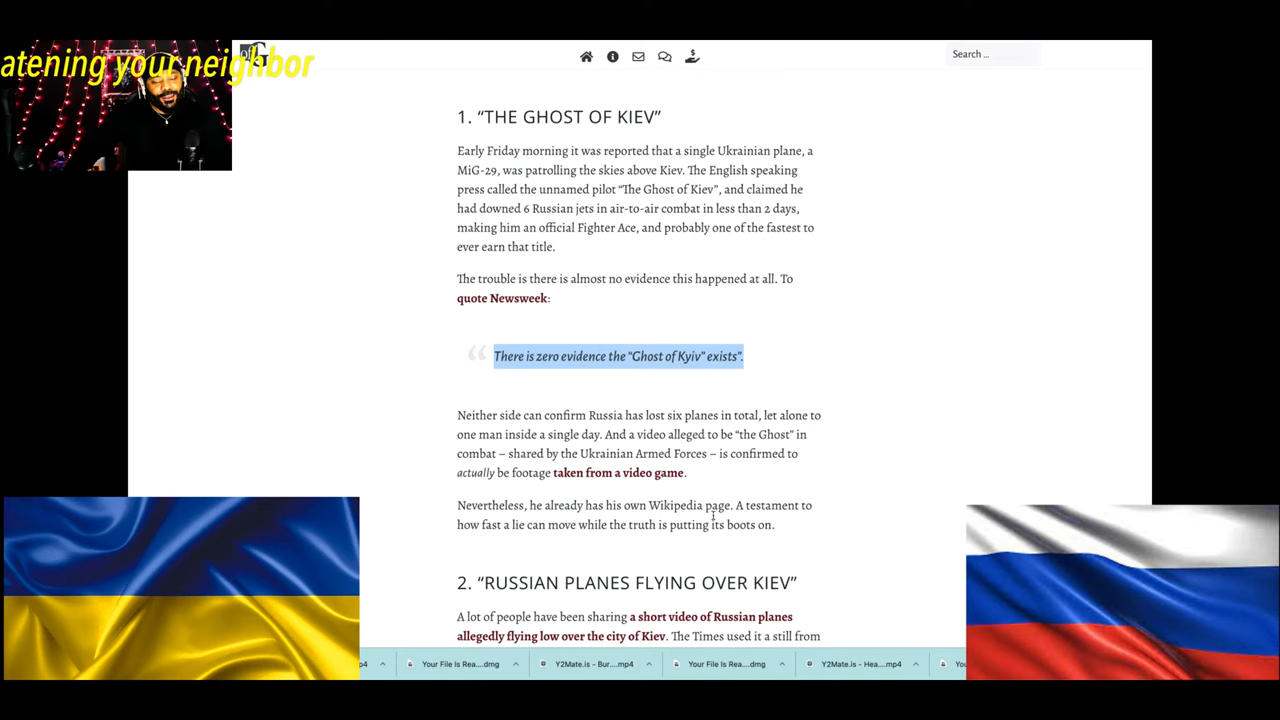 atening your neighbor
OffG
Search ...
1. “THE GHOST OF KIEV”
Early Friday morning it was reported that a single Ukrainian plane, a
MiG-29, was patrolling the skies above Kiev. The English speaking
press called the unnamed pilot “The Ghost of Kiev”, and claimed he
had downed 6 Russian jets in air-to-air combat in less than 2 days,
making him an official Fighter Ace, and probably one of the fastest to
ever earn that title.
The trouble is there is almost no evidence this happened at all. To
quote Newsweek:
There is zero evidence the “Ghost of Kyiv” exists”.
Neither side can confirm Russia has lost six planes in total, let alone to
one man inside a single day. And a video alleged to be “the Ghost” in
combat – shared by the Ukrainian Armed Forces – is confirmed to
actually be footage taken from a video game.
Nevertheless, he already has his own Wikipedia page. A testament to
how fast a lie can move while the truth is putting its boots on.
2. “RUSSIAN PLANES FLYING OVER KIEV”
A lot of people have been sharing a short video of Russian planes
allegedly flying low over the city of Kiev. The Times used it a still from
p4
Your File Is Rea....dmg
Y2Mate.is - Bur....mp4
Your File Is Rea....dmg
Y2Mate.is - Hea....mp4
You